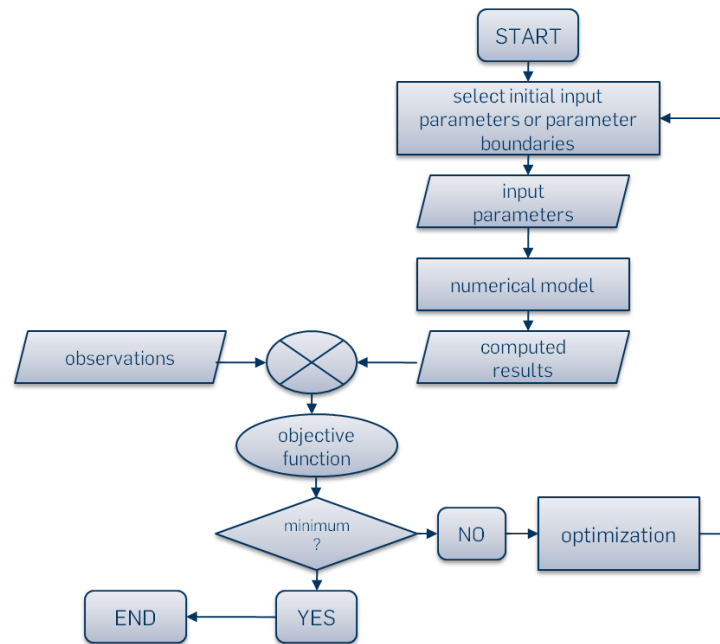 START
select initial input
parameters or parameter
boundaries
input
parameters
numerical model
observations
computed
results
objective
function
minimum
?
NO
optimization
END
YES